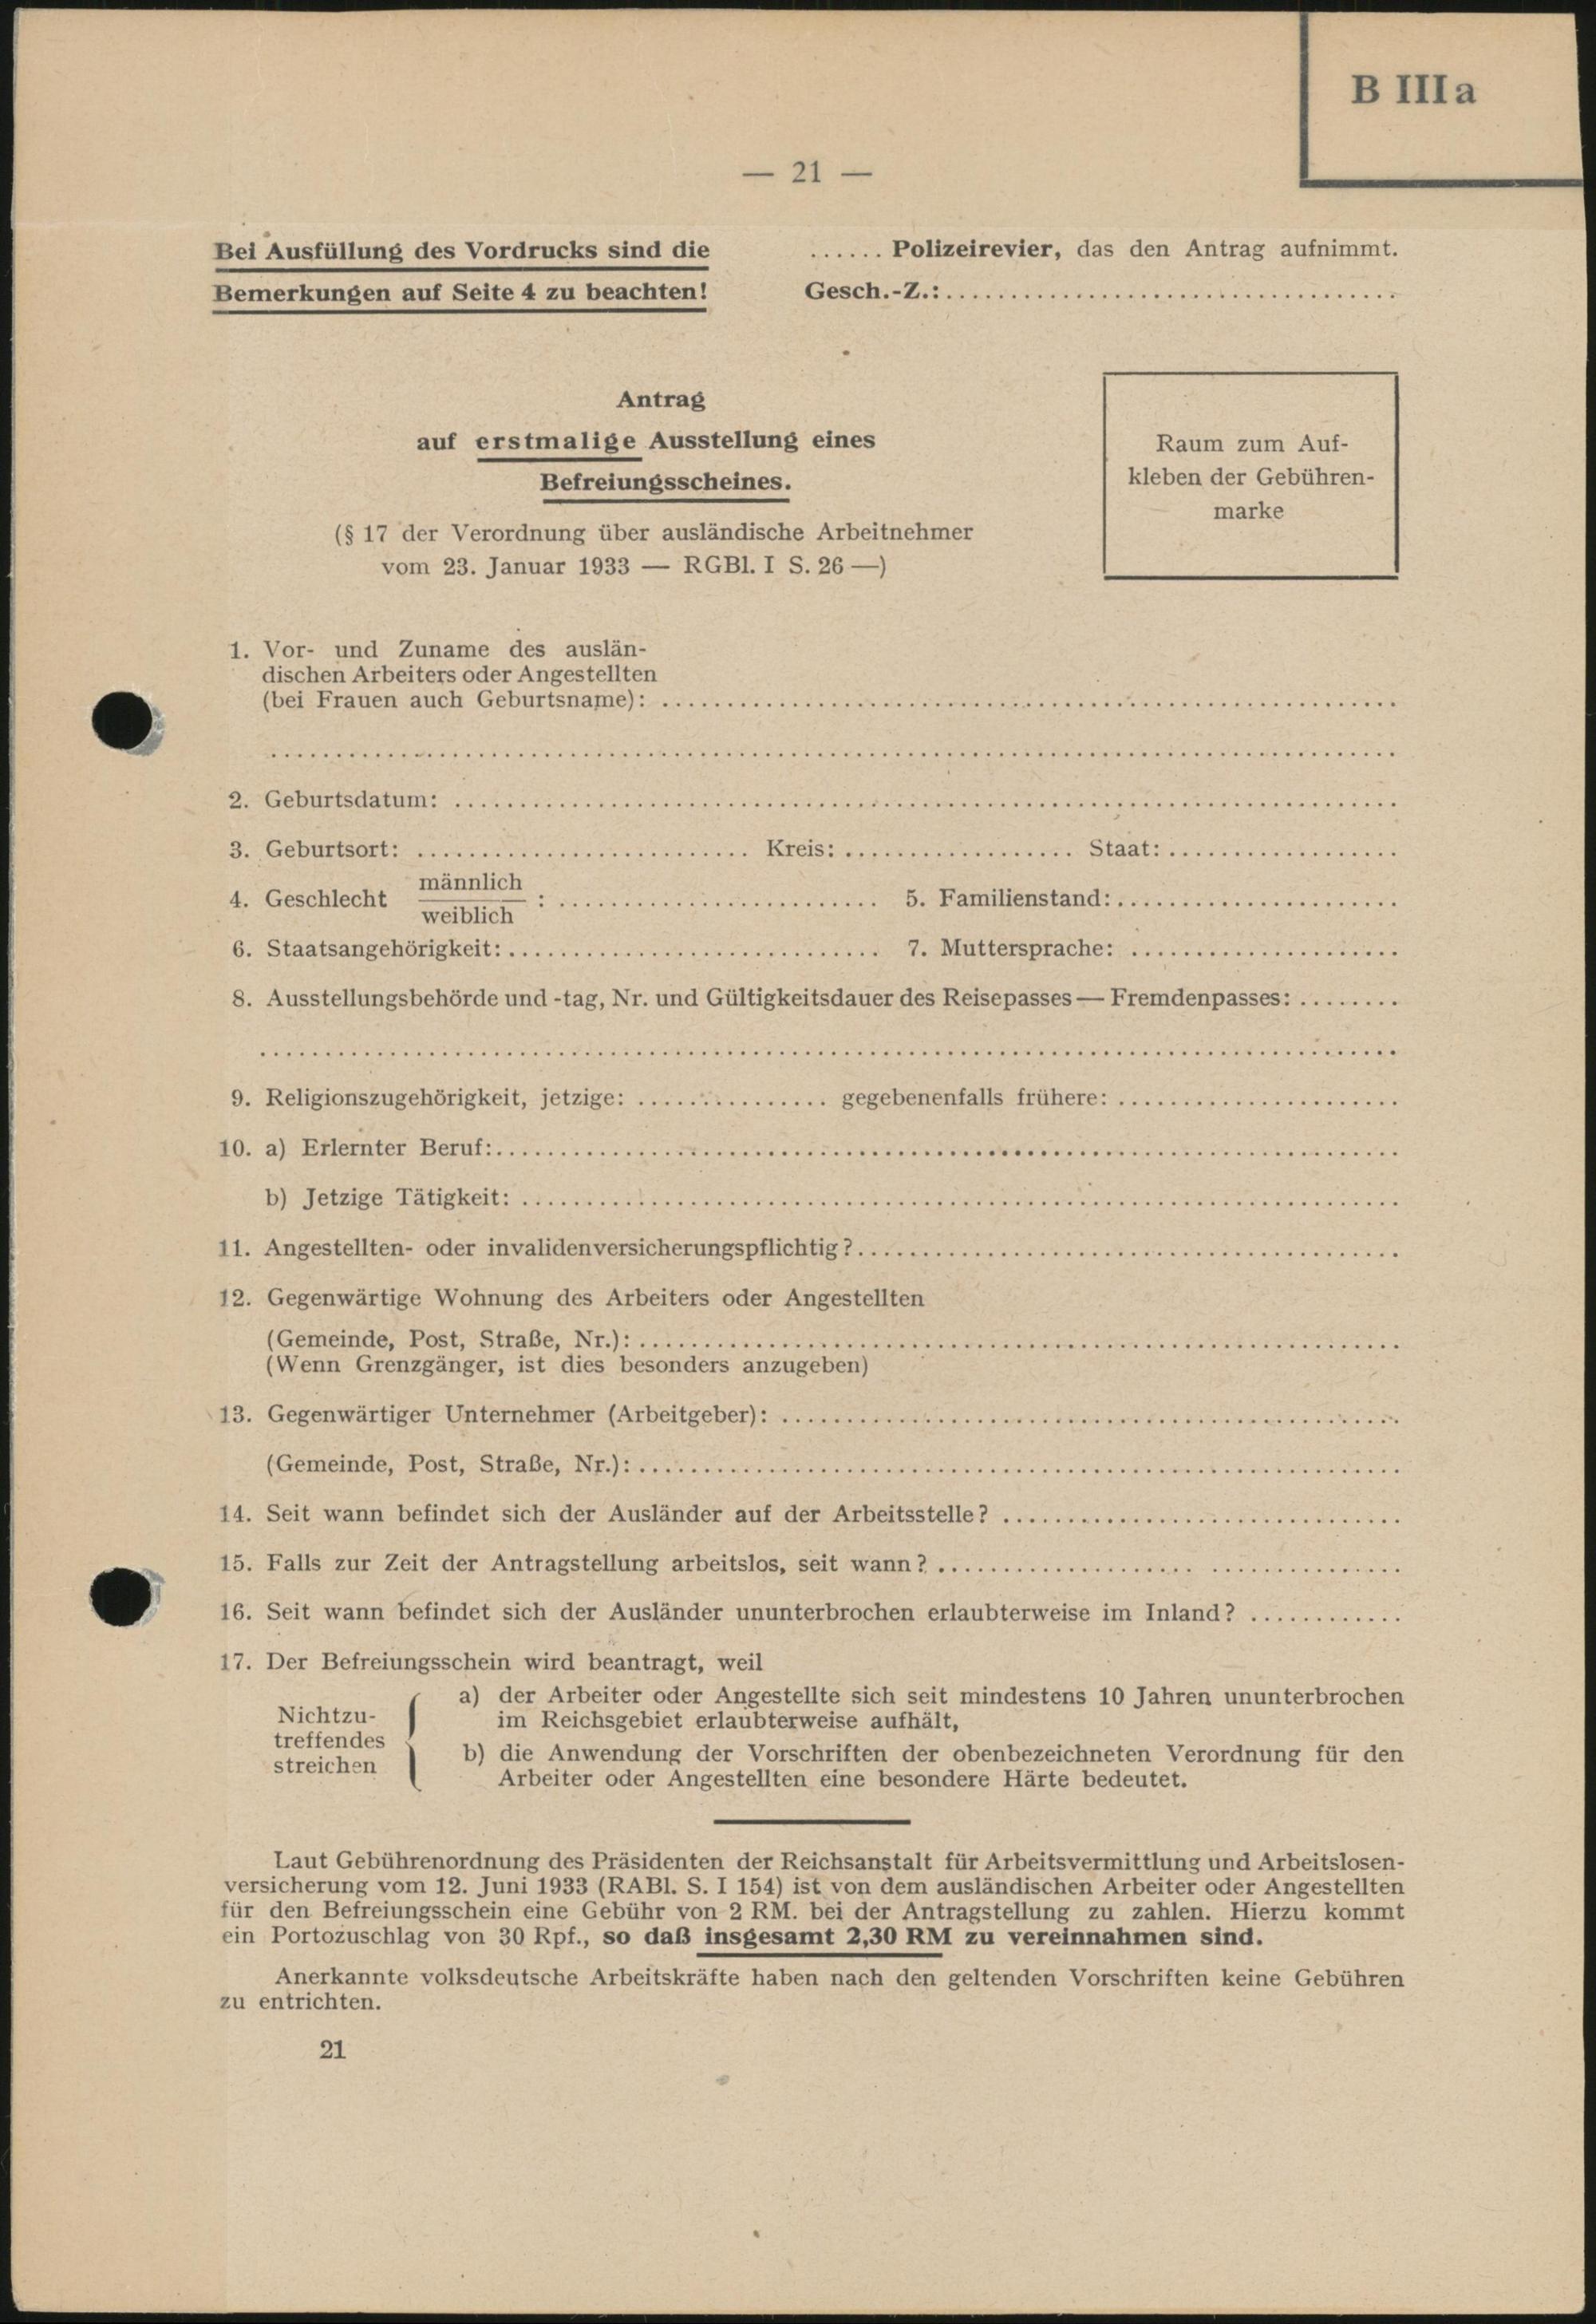 B IIIa
— 21 —
Bei Ausfüllung des Vordrucks sind die
Bemerkungen auf Seite 4 zu beachten!
...... Polizeirevier, das den Antrag aufnimmt.
Gesch.-Z.:...................................
Antrag
auf erstmalige Ausstellung eines
Befreiungsscheines.
(§ 17 der Verordnung über ausländische Arbeitnehmer
vom 23. Januar 1933 — RGBl. I S. 26 —)
Raum zum Auf-
kleben der Gebühren-
marke
1. Vor- und Zuname des auslän-
dischen Arbeiters oder Angestellten
(bei Frauen auch Geburtsname): ........................................................
......................................................................................
2. Geburtsdatum: ........................................................................
3. Geburtsort: .......................... Kreis: .................. Staat: ..................
4. Geschlecht männlich
weiblich : ......................... 5. Familienstand: ......................
6. Staatsangehörigkeit: ............................. 7. Muttersprache: .....................
8. Ausstellungsbehörde und -tag, Nr. und Gültigkeitsdauer des Reisepasses — Fremdenpasses: ........
......................................................................................
9. Religionszugehörigkeit, jetzige: ............... gegebenenfalls frühere: ......................
10. a) Erlernter Beruf: .....................................................................
b) Jetzige Tätigkeit: ...................................................................
11. Angestellten- oder invalidenversicherungspflichtig? ..........................................
12. Gegenwärtige Wohnung des Arbeiters oder Angestellten
(Gemeinde, Post, Straße, Nr.): ...........................................................
(Wenn Grenzgänger, ist dies besonders anzugeben)
13. Gegenwärtiger Unternehmer (Arbeitgeber): ................................................
(Gemeinde, Post, Straße, Nr.): ...........................................................
14. Seit wann befindet sich der Ausländer auf der Arbeitsstelle? ...............................
15. Falls zur Zeit der Antragstellung arbeitslos, seit wann? .................... ...............
16. Seit wann befindet sich der Ausländer ununterbrochen erlaubterweise im Inland? ............
17. Der Befreiungsschein wird beantragt, weil
Nichtzu-
treffendes
streichen
a) der Arbeiter oder Angestellte sich seit mindestens 10 Jahren ununterbrochen
im Reichsgebiet erlaubterweise aufhält,
b) die Anwendung der Vorschriften der obenbezeichneten Verordnung für den
Arbeiter oder Angestellten eine besondere Härte bedeutet.
Laut Gebührenordnung des Präsidenten der Reichsanstalt für Arbeitsvermittlung und Arbeitslosen-
versicherung vom 12. Juni 1933 (RABl. S. I 154) ist von dem ausländischen Arbeiter oder Angestellten
für den Befreiungsschein eine Gebühr von 2 RM. bei der Antragstellung zu zahlen. Hierzu kommt
ein Portozuschlag von 30 Rpf., so daß insgesamt 2,30 RM zu vereinnahmen sind.
Anerkannte volksdeutsche Arbeitskräfte haben nach den geltenden Vorschriften keine Gebühren
zu entrichten.
21